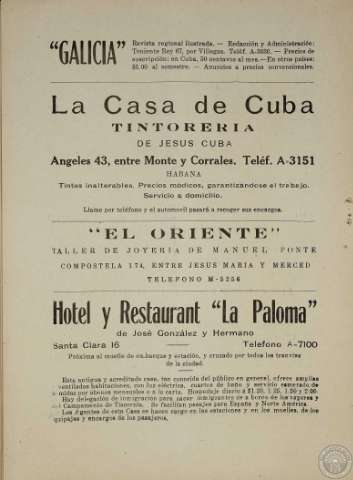 "GALICIA"
Revista regional ilustrada. — Redacción y Administración:
Teniente Rey 67, por Villegas. Teléf. A-3826. — Precios de
suscripción: en Cuba, 50 centavos al mes.—En otros países:
$5.00 al semestre. — Anuncios a precios convencionales.
La Casa de Cuba
TINTORERIA
DE JESUS CUBA
Angeles 43, entre Monte y Corrales. Teléf. A-3151
HABANA
Tintes inalterables. Precios módicos, garantizándose el trabajo.
Servicio a domicilio.
Llame por teléfono y el automovil pasará a recoger sus encargos.
"EL ORIENTE"
TALLER DE JOYERIA DE MANUEL PONTE
COMPOSTELA 174, ENTRE JESUS MARIA Y MERCED
TELEFONO M-5256
Hotel y Restaurant "La Paloma"
de José González y Hermano
Santa Clara 16 Telefono A-7100
Próxima al muelle de embarque y estación, y cruzado por todos los tranvías
de la ciudad.
Esta antigua y acreditada casa, tan conocida del público en general, ofrece amplias
ventiladas habitaciones, con luz eléctrica, cuartos de baño y servicio esmerado de
comidas por abonos mensuales o a la carta. Hospedaje diario a $1.20, 1.25, 1.50 y 2.00.
Hay delegación de inmigración para sacar inmigrantes de a bordo de los vapores y
del Campamento de Tiscornia. Se facilitan pasajes para España y Norte América.
Los Agentes de esta Casa se hacen cargo en las estaciones y en los muelles, de los
equipajes y encargos de los pasajeros.